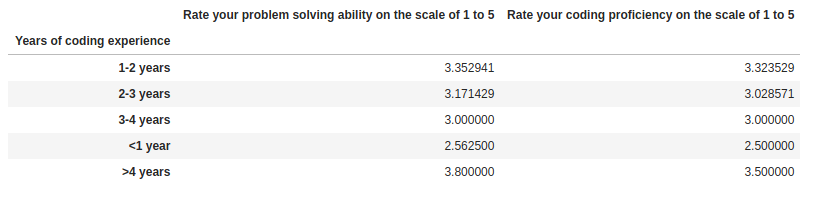 Rate your problem solving ability on the scale of 1 to 5 Rate your coding proficiency on the scale of 1 to 5
Years of coding experience
1-2 years 3.352941 3.323529
2-3 years 3.171429 3.028571
3-4 years 3.000000 3.000000
<1 year 2.562500 2.500000
>4 years 3.800000 3.500000